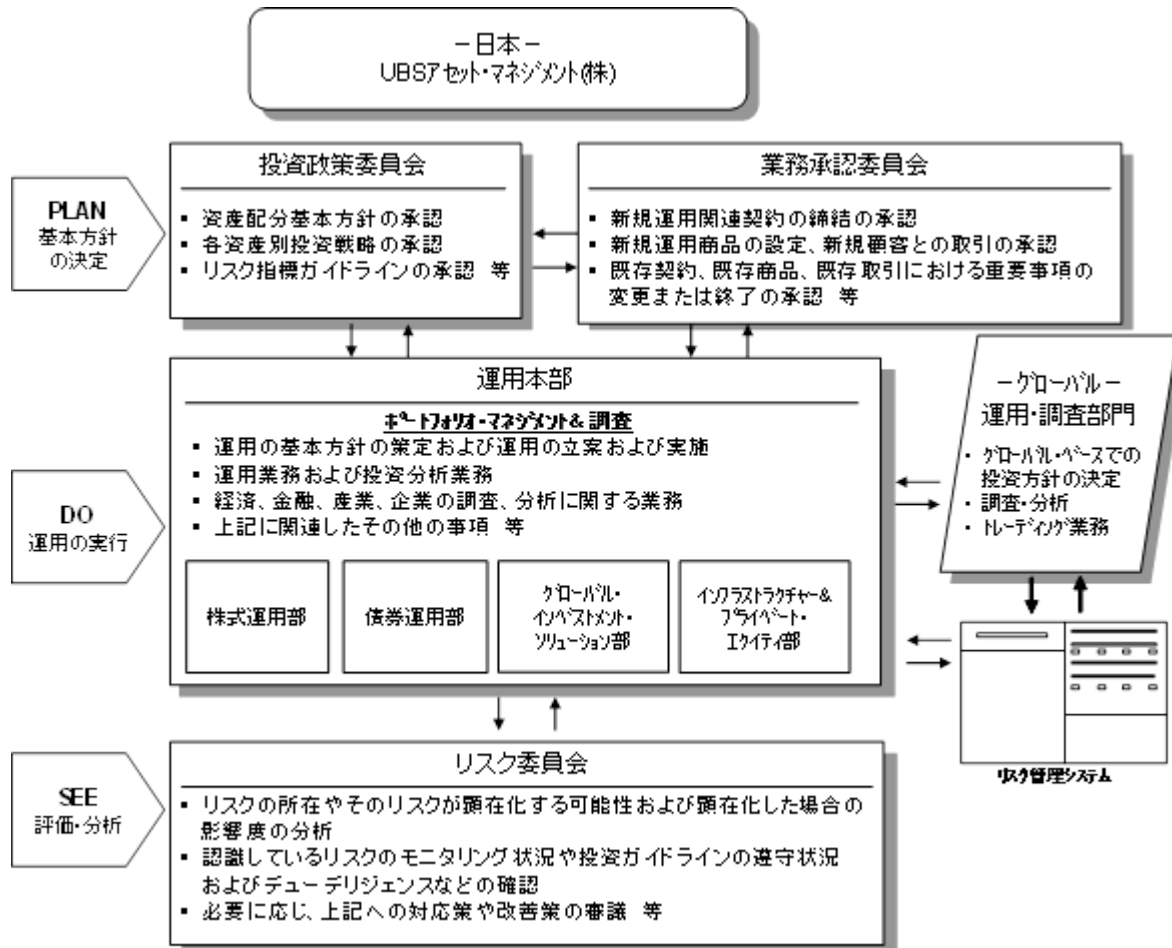 －日本－
UBSｱｾｯﾄ・ﾏﾈｼﾞﾒﾝﾄ(株)
PLAN
基本方針
の決定
投資政策委員会
▪ 資産配分基本方針の承認
▪ 各資産別投資戦略の承認
▪ リスク指標ガイドラインの承認 等
業務承認委員会
▪ 新規運用関連契約の締結の承認
▪ 新規運用商品の設定、新規顧客との取引の承認
▪ 既存契約、既存商品、既存取引における重要事項の
変更または終了の承認 等
DO
運用の実行
運用本部
ﾎﾟｰﾄﾌｫﾘｵ・ﾏﾈｼﾞﾒﾝﾄ& 調査
▪ 運用の基本方針の策定および運用の立案および実施
▪ 運用業務および投資分析業務
▪ 経済、金融、産業、企業の調査、分析に関する業務
▪ 上記に関連したその他の事項 等
株式運用部
債券運用部
ｸﾞﾛｰﾊﾞﾙ・
ｲﾝﾍﾞｽﾄﾒﾝﾄ・
ｿﾘｭｰｼｮﾝ部
ｲﾝﾌﾗｽﾄﾗｸﾁｬｰ&
ﾌﾟﾗｲﾍﾞｰﾄ・
ｴｸｲﾃｨ部
－ｸﾞﾛｰﾊﾞﾙ－
運用・調査部門
・ ｸﾞﾛｰﾊﾞﾙ・ﾍﾞｰｽでの
投資方針の決定
・ 調査・分析
・ ﾄﾚｰﾃﾞｨﾝｸﾞ業務
ﾘｽｸ管理ｼｽﾃﾑ
SEE
評価・分析
リスク委員会
▪ リスクの所在やそのリスクが顕在化する可能性および顕在化した場合の
影響度の分析
▪ 認識しているリスクのモニタリング状況や投資ガイドラインの遵守状況
およびデューデリジェンスなどの確認
▪ 必要に応じ、上記への対応策や改善策の審議 等